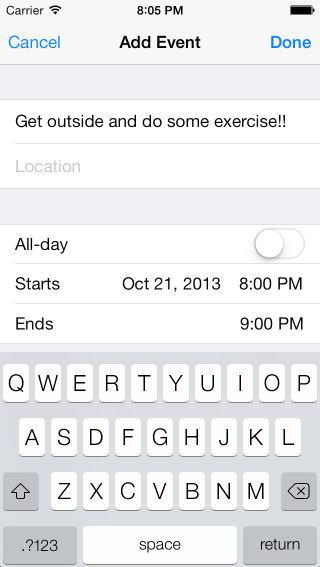 Carrier 8:05 PM
Cancel Add Event Done
Get outside and do some exercise!!
Location
All-day
Starts Oct 21, 2013 8:00 PM
Ends 9:00 PM
Q W E R T Y U I O P
A S D F G H J K L
Z X C V B N M
.?123 space return